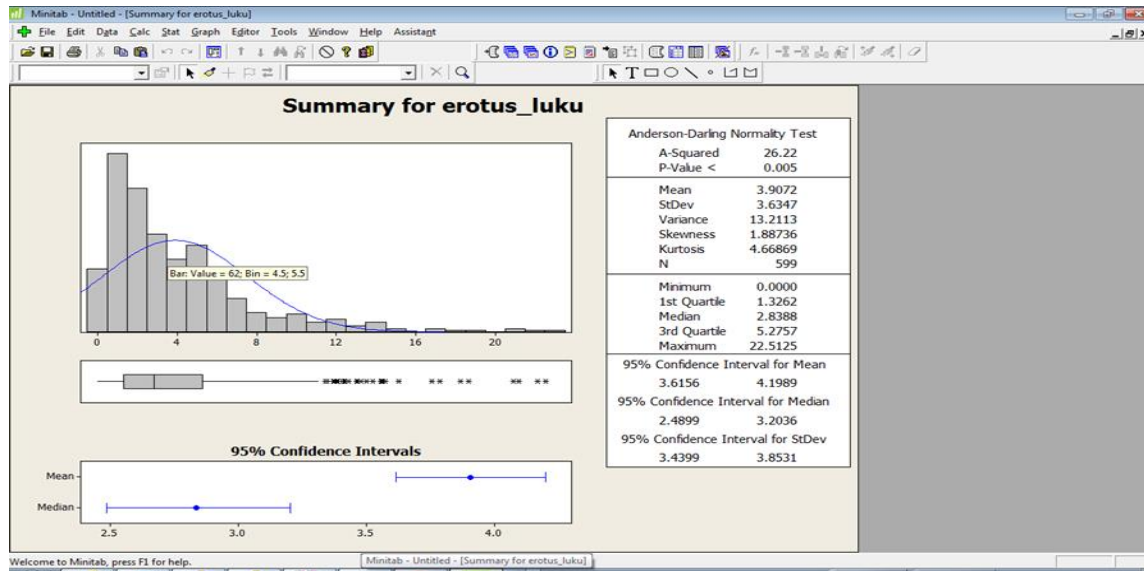 Minitab - Untitled - [Summary for erotus_luku]
File Edit Data Calc Stat Graph Editor Tools Window Help Assistant
Summary for erotus_luku
Bar: Value = 62; Bin = 4.5; 5.5
0 4 8 12 16 20
95% Confidence Intervals
Mean
Median
2.5 3.0 3.5 4.0
Anderson-Darling Normality Test
A-Squared 26.22
P-Value < 0.005
Mean 3.9072
StDev 3.6347
Variance 13.2113
Skewness 1.88736
Kurtosis 4.66869
N 599
Minimum 0.0000
1st Quartile 1.3262
Median 2.8388
3rd Quartile 5.2757
Maximum 22.5125
95% Confidence Interval for Mean
3.6156 4.1989
95% Confidence Interval for Median
2.4899 3.2036
95% Confidence Interval for StDev
3.4399 3.8531
Welcome to Minitab, press F1 for help.
Minitab - Untitled - [Summary for erotus_luku]